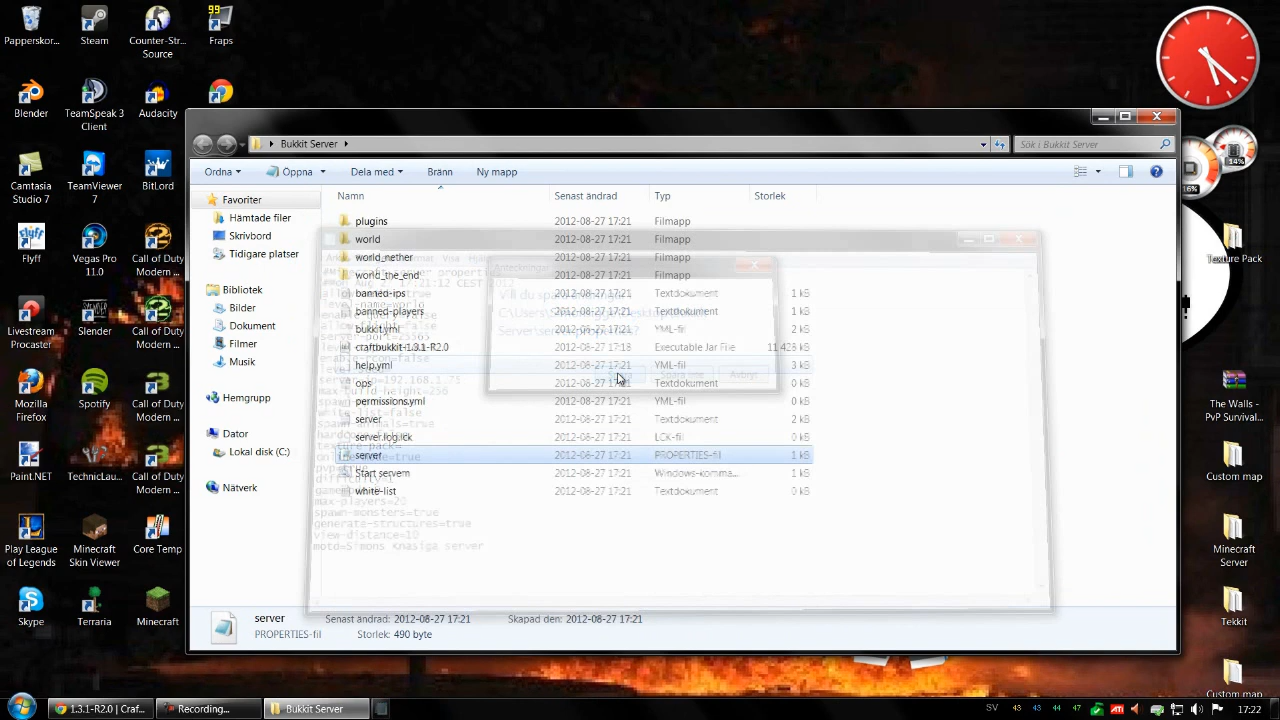 Papperskor...
Steam
Counter-Str...
Source
99
Fraps
Blender
TeamSpeak 3
Client
Audacity
Camtasia
Studio 7
TeamViewer
7
BitLord
Flyff
Vegas Pro
11.0
Call of Duty
Modern ...
Livestream
Procaster
Slender
Call of Duty
Modern ...
Mozilla
Firefox
Spotify
Call of Duty
Modern ...
Paint.NET
TechnicLau...
Call of Duty
Modern ...
Play League
of Legends
Minecraft
Skin Viewer
Core Temp
Skype
Terraria
Minecraft
Bukkit Server
Sök i Bukkit Server
Ordna
Öppna
Dela med
Bränn
Ny mapp
Favoriter
Hämtade filer
Skrivbord
Tidigare platser
Bibliotek
Bilder
Dokument
Filmer
Musik
Hemgrupp
Dator
Lokal disk (C:)
Nätverk
Namn
Senast ändrad
Typ
Storlek
plugins 2012-08-27 17:21 Filmapp
world 2012-08-27 17:21 Filmapp
world_nether 2012-08-27 17:21 Filmapp
world_the_end 2012-08-27 17:21 Filmapp
banned-ips 2012-08-27 17:21 Textdokument 1 kB
banned-players 2012-08-27 17:21 Textdokument 1 kB
bukkit.yml 2012-08-27 17:21 YML-fil 2 kB
craftbukkit-1.3.1-R2.0 2012-08-27 17:18 Executable Jar File 11 428 kB
help.yml 2012-08-27 17:21 YML-fil 3 kB
ops 2012-08-27 17:21 Textdokument 0 kB
permissions.yml 2012-08-27 17:21 YML-fil 0 kB
server 2012-08-27 17:21 Textdokument 2 kB
server.log.lck 2012-08-27 17:21 LCK-fil 0 kB
server 2012-08-27 17:21 PROPERTIES-fil 1 kB
Start servern 2012-08-27 17:21 Windows-komma... 1 kB
white-list 2012-08-27 17:21 Textdokument 0 kB
max-players=20
spawn-monsters=true
generate-structures=true
view-distance=10
motd=Simons Knasiga server
server
PROPERTIES-fil
Senast ändrad: 2012-08-27 17:21
Storlek: 490 byte
Skapad den: 2012-08-27 17:21
16%
14%
Texture Pack
The Walls -
PvP Survival...
Custom map
Minecraft
Server
Tekkit
Custom map
1.3.1-R2.0 | Craf...
Recording...
Bukkit Server
SV
43
43
44
47
ATI
17:22